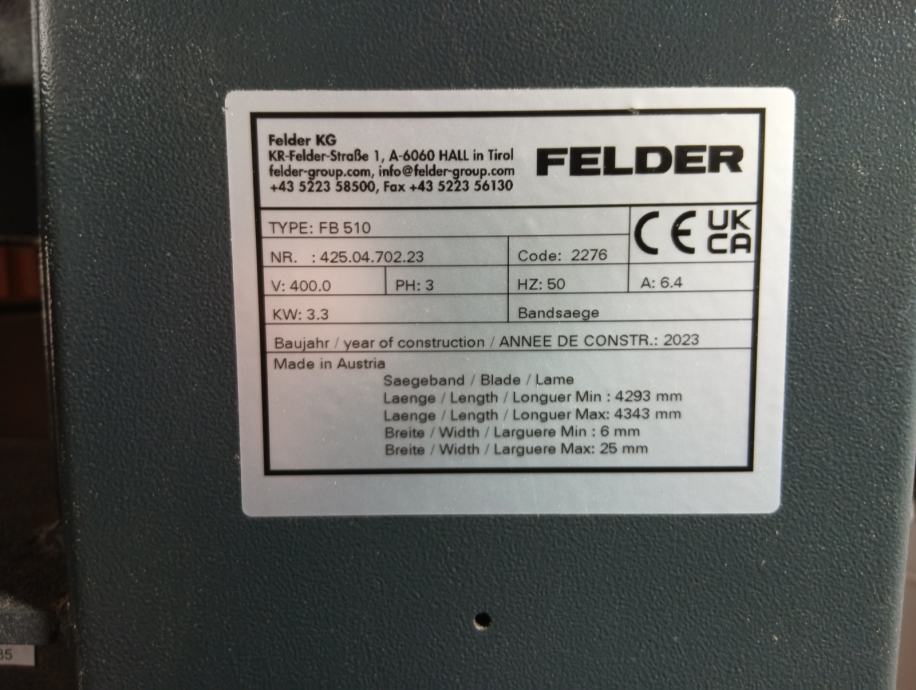 Felder KG
KR-Felder-Straße 1, A-6060 HALL in Tirol
felder-group.com, info@felder-group.com
+43 5223 58500, Fax +43 5223 56130
FELDER
TYPE: FB 510
CE UK CA
NR. : 425.04.702.23
Code: 2276
V: 400.0
PH: 3
HZ: 50
A: 6.4
KW: 3.3
Bandsaege
Baujahr / year of construction / ANNEE DE CONSTR.: 2023
Made in Austria
Saegeband / Blade / Lame
Laenge / Length / Longuer Min : 4293 mm
Laenge / Length / Longuer Max: 4343 mm
Breite / Width / Larguere Min : 6 mm
Breite / Width / Larguere Max: 25 mm